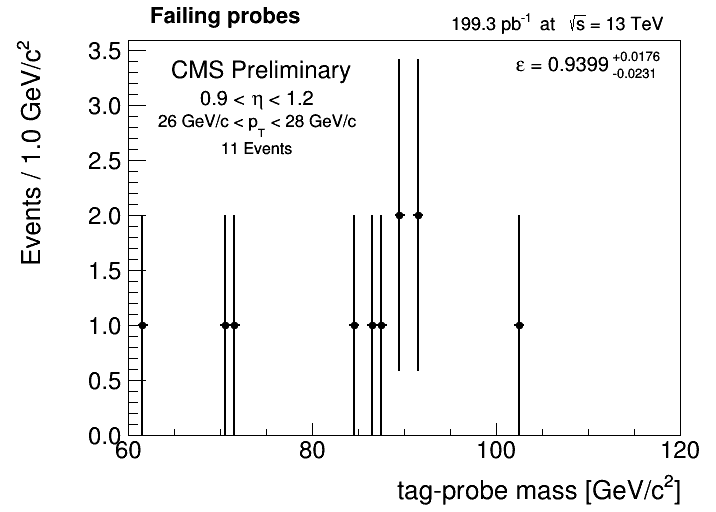 Failing probes
199.3 pb⁻¹ at √s = 13 TeV
CMS Preliminary
0.9 < η < 1.2
26 GeV/c < p_T < 28 GeV/c
11 Events
ε = 0.9399 +0.0176 -0.0231
Events / 1.0 GeV/c²
3.5
3.0
2.5
2.0
1.5
1.0
0.5
0.0
60 80 100 120
tag-probe mass [GeV/c²]